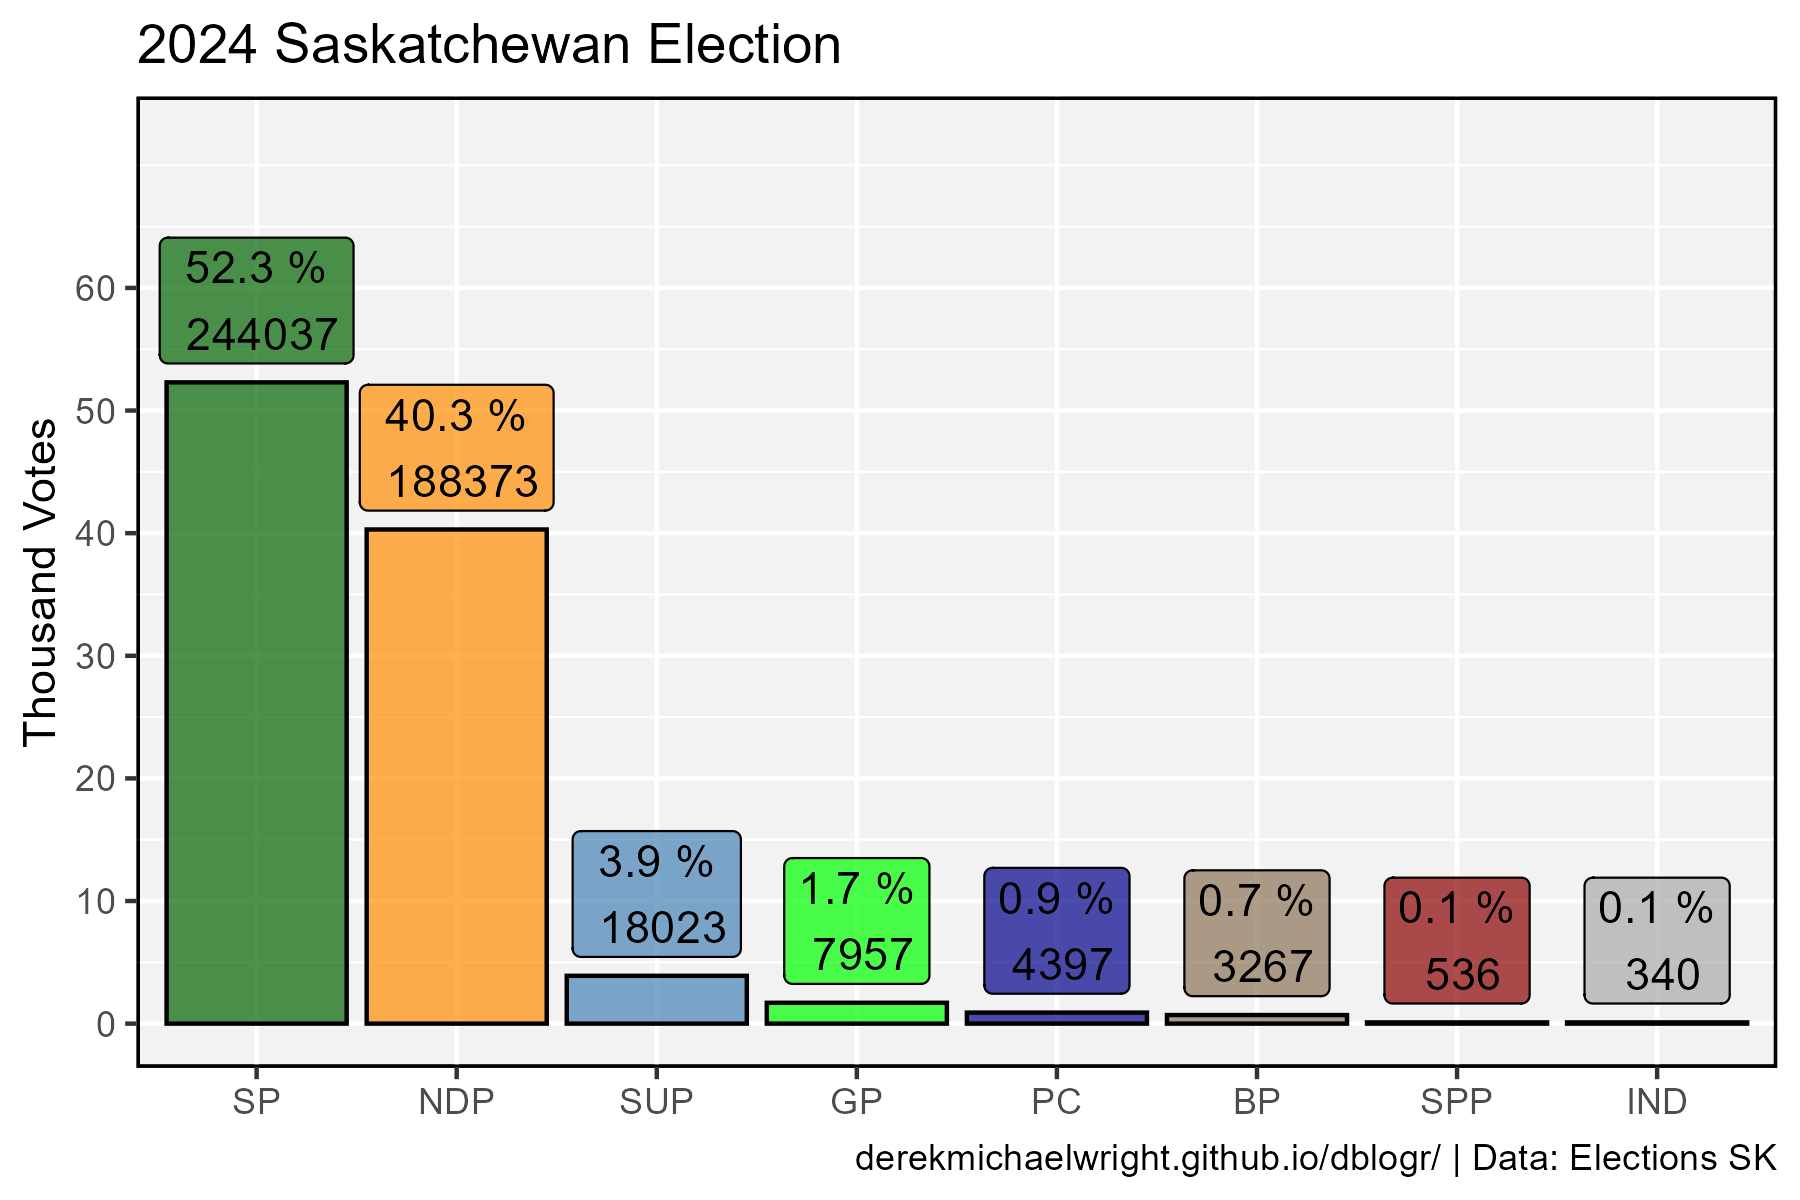 2024 Saskatchewan Election
Thousand Votes
60
50
40
30
20
10
0
52.3 %
244037
40.3 %
188373
3.9 %
18023
1.7 %
7957
0.9 %
4397
0.7 %
3267
0.1 %
536
0.1 %
340
SP
NDP
SUP
GP
PC
BP
SPP
IND
derekmichaelwright.github.io/dblogr/ | Data: Elections SK